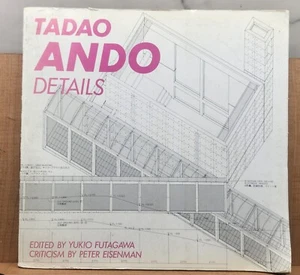 TADAO
ANDO
DETAILS
EDITED BY YUKIO FUTAGAWA
CRITICISM BY PETER EISENMAN